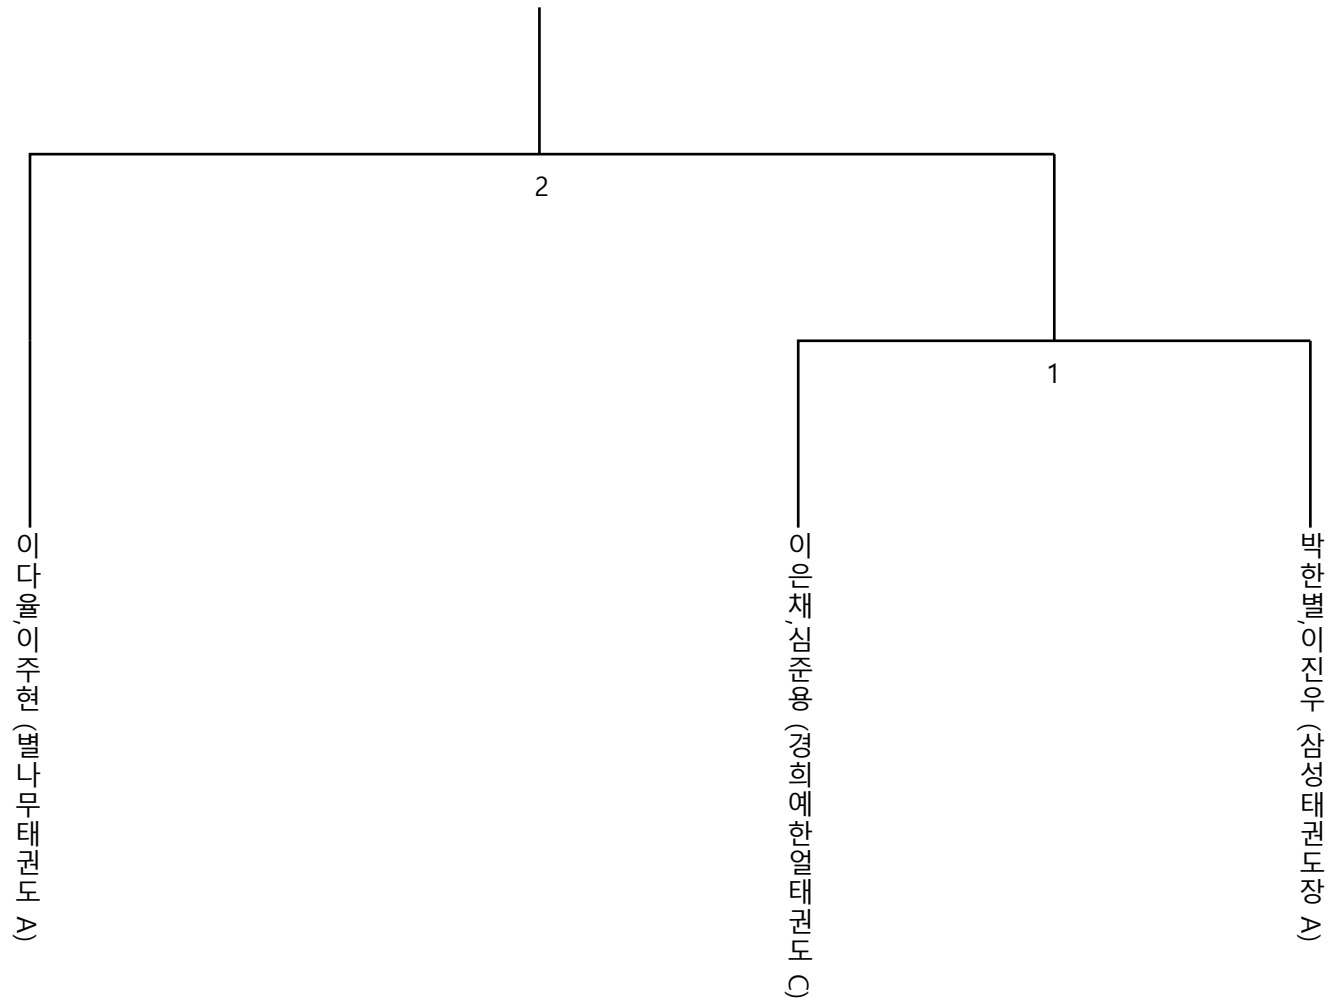 2
1
이다율,이주현 (별나무태권도 A)
이은채,심준용 (경희예한얼태권도 C)
박한별,이진우 (삼성태권도장 A)